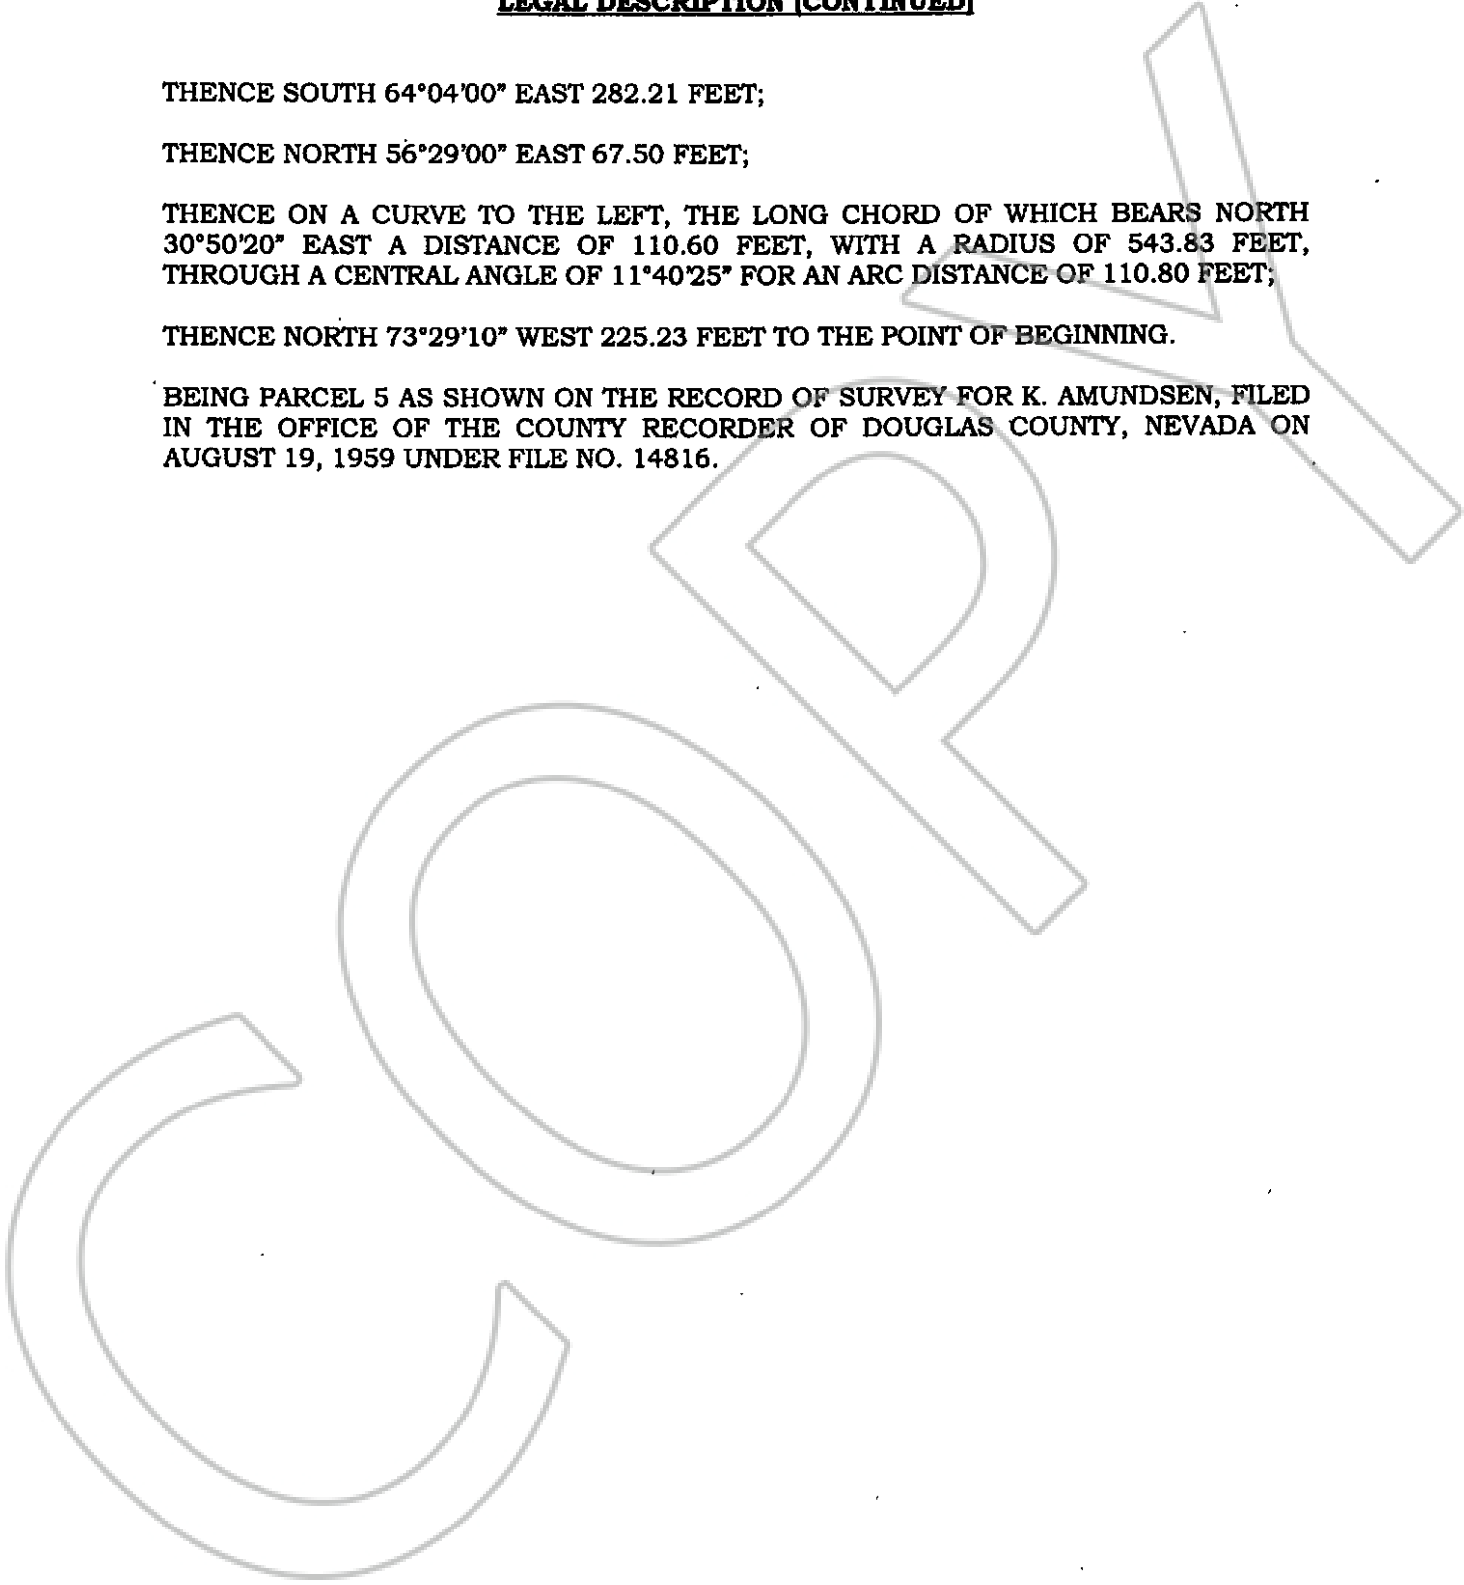 LEGAL DESCRIPTION [CONTINUED]
THENCE SOUTH 64°04'00" EAST 282.21 FEET;
THENCE NORTH 56°29'00" EAST 67.50 FEET;
THENCE ON A CURVE TO THE LEFT, THE LONG CHORD OF WHICH BEARS NORTH
30°50'20" EAST A DISTANCE OF 110.60 FEET, WITH A RADIUS OF 543.83 FEET,
THROUGH A CENTRAL ANGLE OF 11°40'25" FOR AN ARC DISTANCE OF 110.80 FEET;
THENCE NORTH 73°29'10" WEST 225.23 FEET TO THE POINT OF BEGINNING.
BEING PARCEL 5 AS SHOWN ON THE RECORD OF SURVEY FOR K. AMUNDSEN, FILED
IN THE OFFICE OF THE COUNTY RECORDER OF DOUGLAS COUNTY, NEVADA ON
AUGUST 19, 1959 UNDER FILE NO. 14816.
COPY